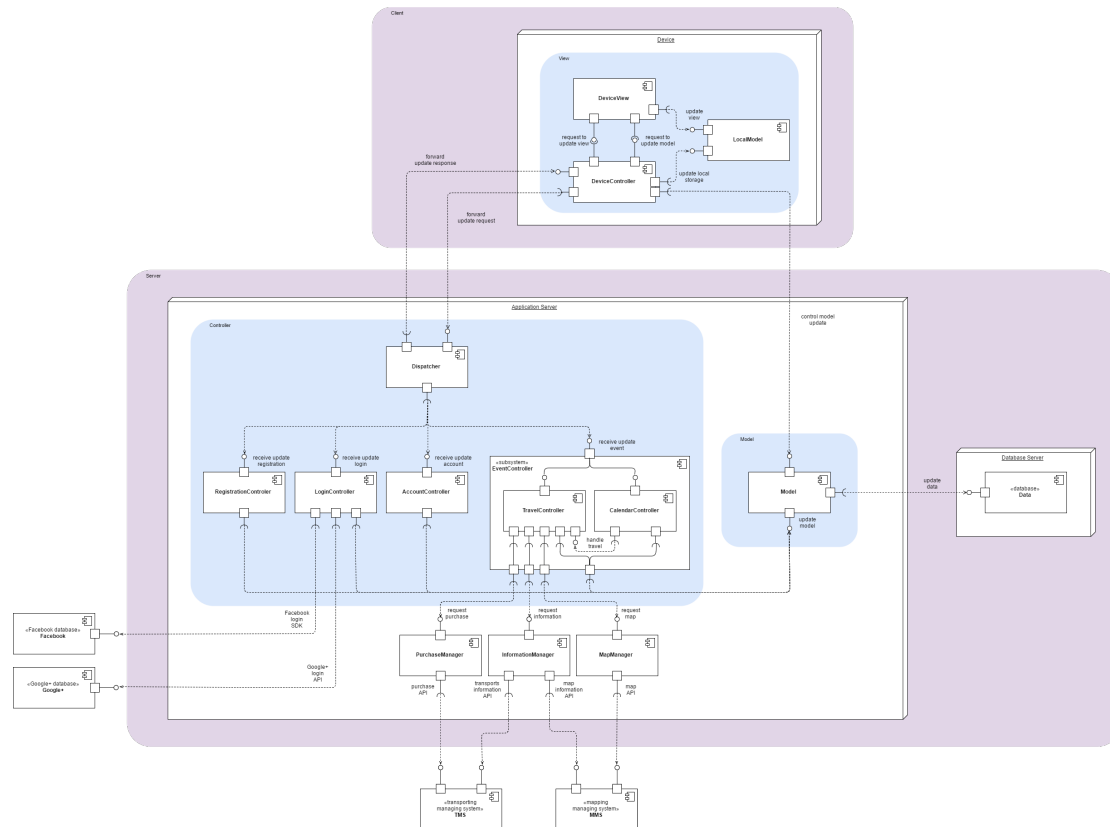 Client
Device
View
DeviceView
update
view
request to
update view
request to
update model
LocalModel
forward
update response
DeviceController
update local
storage
forward
update request
Server
Application Server
control model
update
Controller
Dispatcher
receive update
registration
receive update
login
receive update
account
receive update
event
Model
«subsystem»
EventController
Database Server
RegistrationControler
LoginController
AccountController
TravelController
CalendarController
handle
travel
Model
update
model
update
data
«database»
Data
Facebook
login
SDK
request
purchase
request
information
request
map
«Facebook database»
Facebook
Google+
login
API
PurchaseManager
InformationManager
MapManager
«Google+ database»
Google+
purchase
API
transports
information
API
map
information
API
map
API
«transporting
managing system»
TMS
«mapping
managing system»
MMS